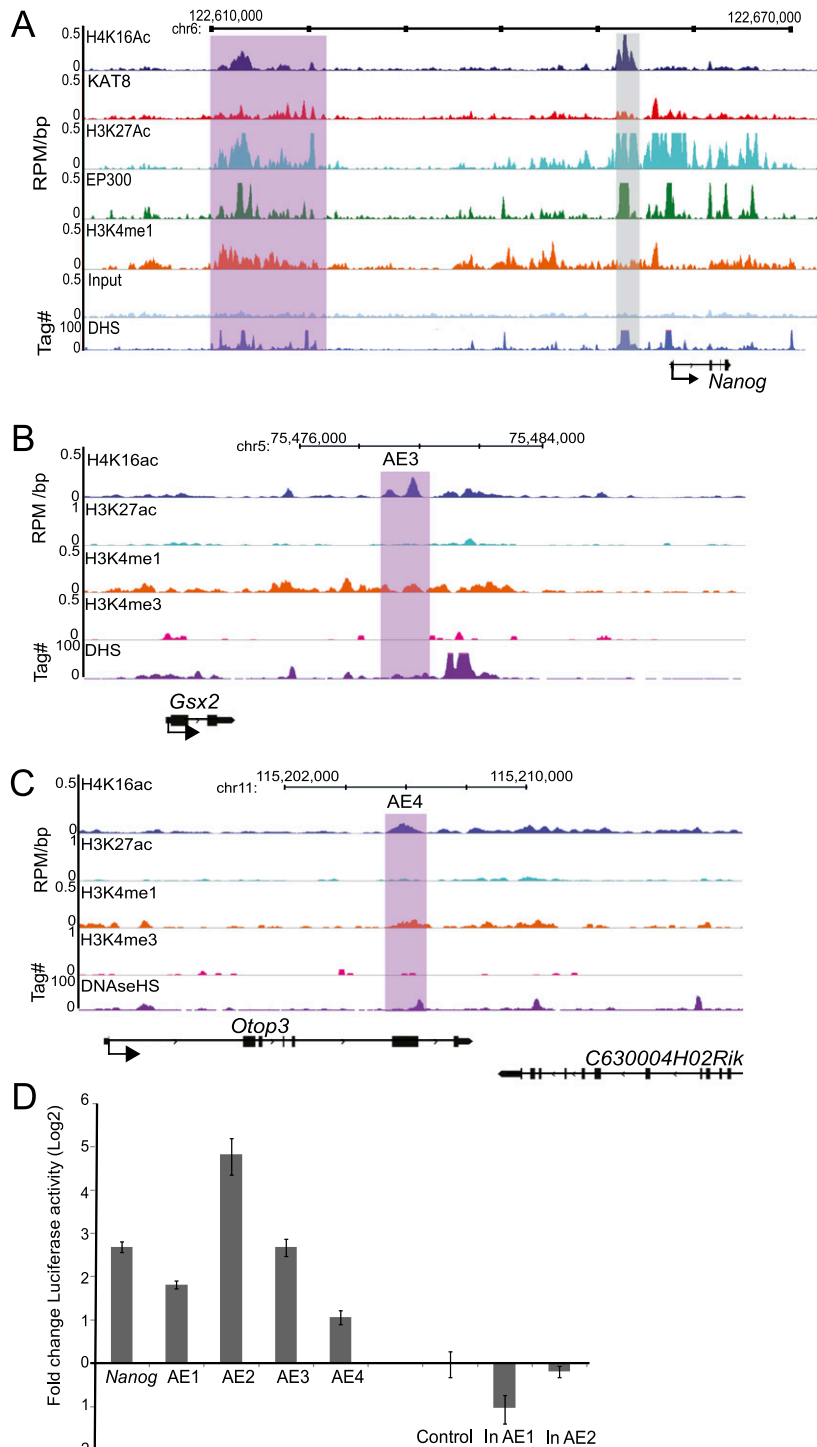 A
122,610,000
122,670,000
chr6:
0.5
H4K16Ac
0
0.5
KAT8
0
0.5
H3K27Ac
0
0.5
EP300
0
0.5
H3K4me1
0
0.5
Input
0
100
DHS
0
RPM/bp
Tag#
Nanog
B
chr5:
75,476,000
75,484,000
AE3
0.5
H4K16ac
0
1
H3K27ac
0
0.5
H3K4me1
0
0.5
H3K4me3
0
100
DHS
0
RPM /bp
Tag#
Gsx2
C
chr11:
115,202,000
115,210,000
AE4
0.5
H4K16ac
0
1
H3K27ac
0
0.5
H3K4me1
0
1
H3K4me3
0
100
DNAseHS
0
RPM/bp
Tag#
Otop3
C630004H02Rik
D
Fold change Luciferase activity (Log2)
6
5
4
3
2
1
0
1
2
Nanog AE1 AE2 AE3 AE4
Control In AE1 In AE2